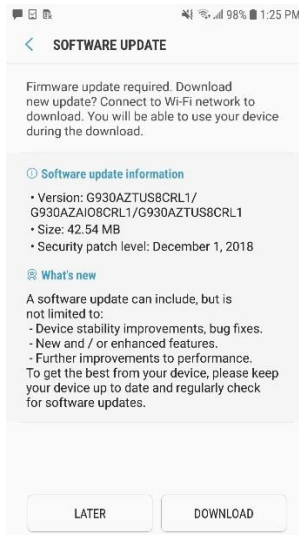 98% 1:25 PM
SOFTWARE UPDATE
Firmware update required. Download
new update? Connect to Wi-Fi network to
download. You will be able to use your device
during the download.
Software update information
• Version: G930AZTUS8CRL1/
G930AZAIO8CRL1/G930AZTUS8CRL1
• Size: 42.54 MB
• Security patch level: December 1, 2018
What's new
A software update can include, but is
not limited to:
- Device stability improvements, bug fixes.
- New and / or enhanced features.
- Further improvements to performance.
To get the best from your device, please keep
your device up to date and regularly check
for software updates.
LATER
DOWNLOAD